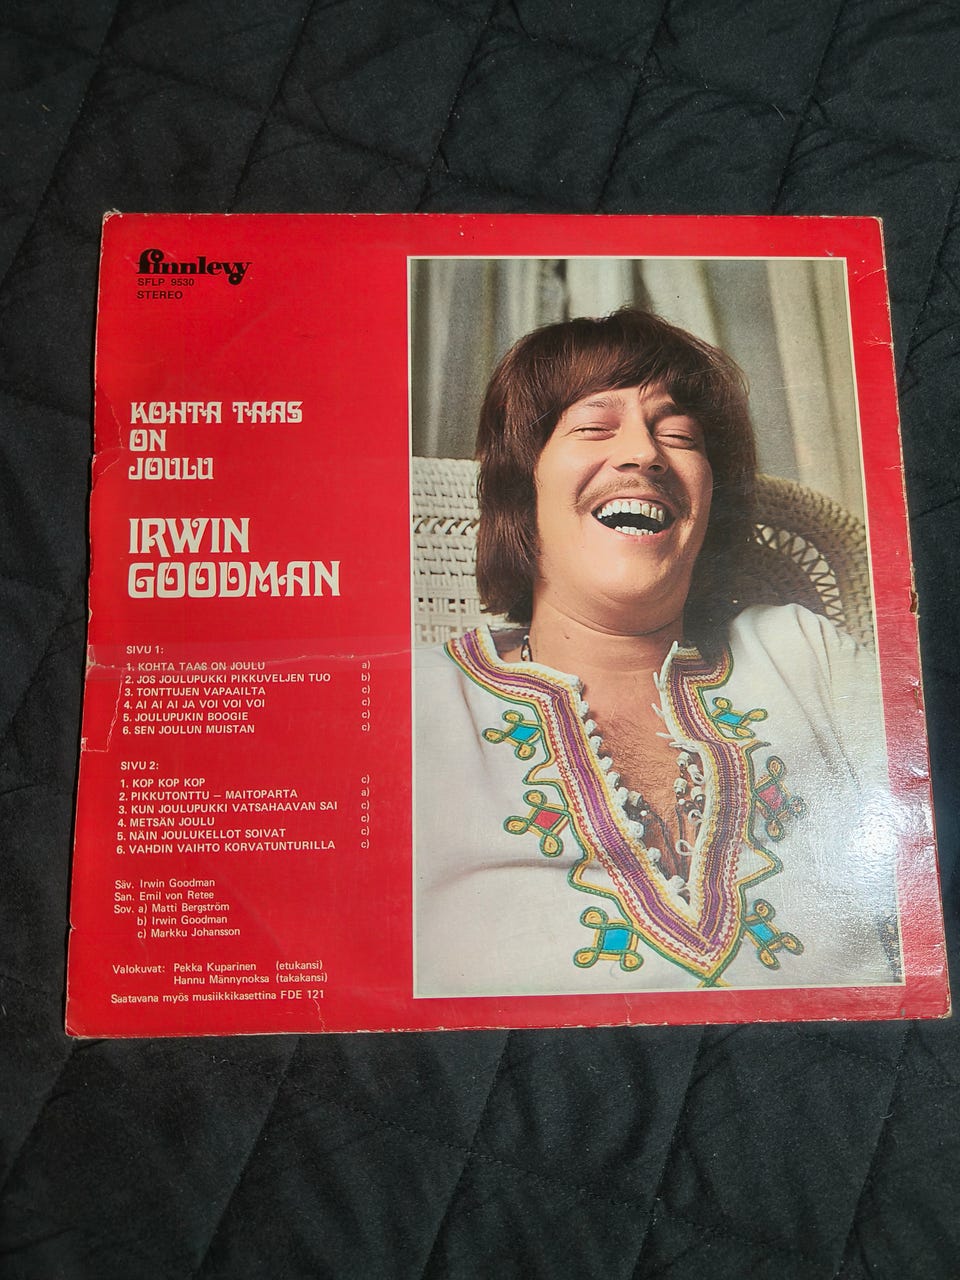 finnlevy
SFLP 9530
STEREO
KOHTA TAAS
ON
JOULU
IRWIN
GOODMAN
SIVU 1:
1. KOHTA TAAS ON JOULU a)
2. JOS JOULUPUKKI PIKKUVELJEN TUO b)
3. TONTTUJEN VAPAAILTA c)
4. AI AI AI JA VOI VOI VOI c)
5. JOULUPUKIN BOOGIE c)
6. SEN JOULUN MUISTAN c)
SIVU 2:
1. KOP KOP KOP c)
2. PIKKUTONTTU – MAITOPARTA a)
3. KUN JOULUPUKKI VATSAHAAVAN SAI c)
4. METSÄN JOULU c)
5. NÄIN JOULUKELLOT SOIVAT c)
6. VAHDIN VAIHTO KORVATUNTURILLA c)
Säv. Irwin Goodman
San. Emil von Retee
Sov. a) Matti Bergström
b) Irwin Goodman
c) Markku Johansson
Valokuvat: Pekka Kuparinen (etukansi)
Hannu Männynoksa (takakansi)
Saatavana myös musiikkikasettina FDE 121